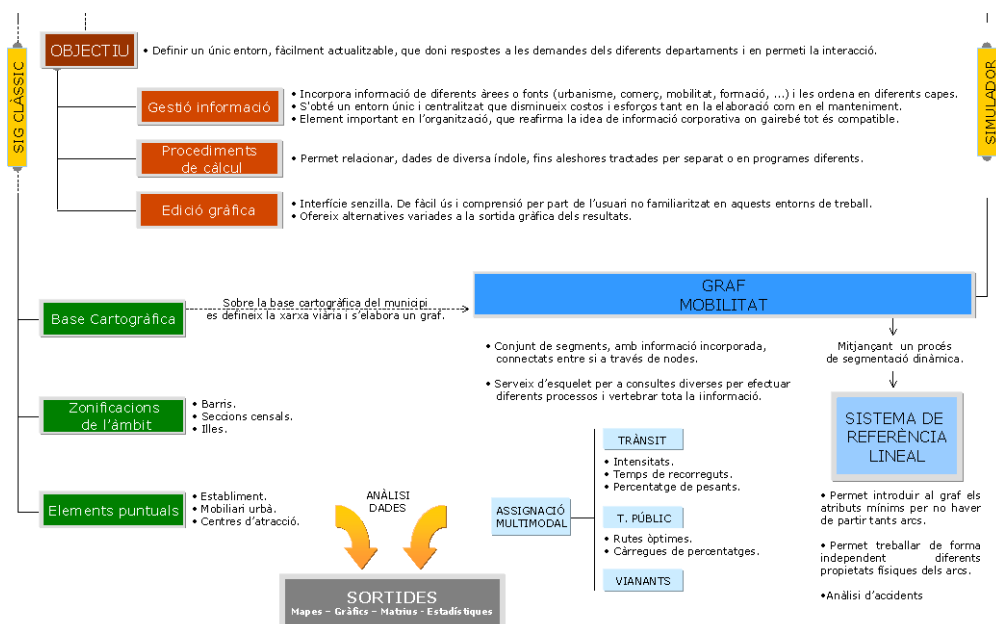 SIG CLÀSSIC
SIMULADOR
OBJECTIU
• Definir un únic entorn, fàcilment actualitzable, que doni respostes a les demandes dels diferents departaments i en permeti la interacció.
Gestió informació
• Incorpora informació de diferents àrees o fonts (urbanisme, comerç, mobilitat, formació, ...) i les ordena en diferents capes.
• S'obté un entorn únic i centralitzat que disminueix costos i esforços tant en la elaboració com en el manteniment.
• Element important en l'organització, que reafirma la idea de informació corporativa on gairebé tot és compatible.
Procediments
de càlcul
• Permet relacionar, dades de diversa índole, fins aleshores tractades per separat o en programes diferents.
Edició gràfica
• Interfície senzilla. De fàcil ús i comprensió per part de l'usuari no familiaritzat en aquests entorns de treball.
• Ofereix alternatives variades a la sortida gràfica dels resultats.
Base Cartogràfica
Sobre la base cartogràfica del municipi
es defineix la xarxa viària i s'elabora un graf.
GRAF
MOBILITAT
• Conjunt de segments, amb informació incorporada,
connectats entre si a través de nodes.
• Serveix d'esquelet per a consultes diverses per efectuar
diferents processos i vertebrar tota la iinformació.
Mitjançant un procés
de segmentació dinàmica.
Zonificacions
de l'àmbit
• Barris.
• Seccions censals.
• Illes.
SISTEMA DE
REFERÈNCIA
LINEAL
Elements puntuals
• Establiment.
• Mobiliari urbà.
• Centres d'atracció.
ANÀLISI
DADES
SORTIDES
Mapes – Gràfics – Matrius - Estadístiques
ASSIGNACIÓ
MULTIMODAL
TRÀNSIT
• Intensitats.
• Temps de recorreguts.
• Percentatge de pesants.
T. PÚBLIC
• Rutes òptimes.
• Càrregues de percentatges.
VIANANTS
• Permet introduir al graf els
atributs mínims per no haver
de partir tants arcs.
• Permet treballar de forma
independent diferents
propietats físiques dels arcs.
•Anàlisi d'accidents